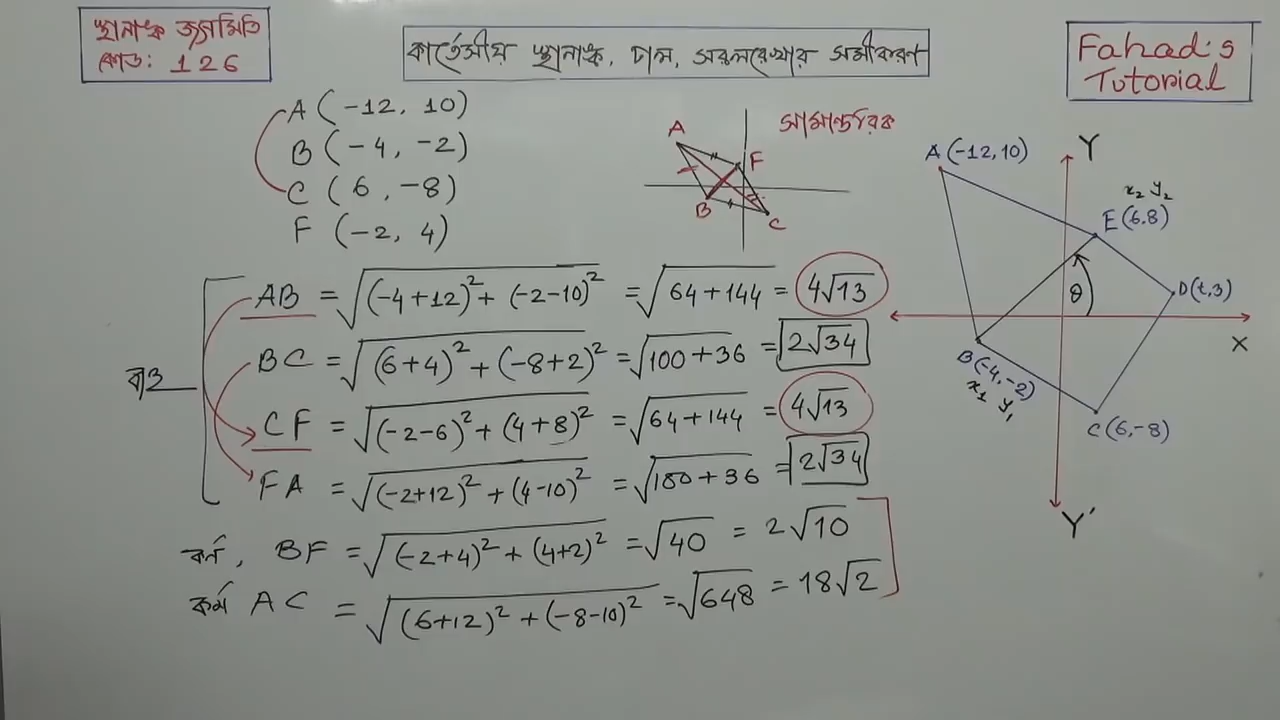 স্থানাঙ্ক জ্যামিতি
কোড: 126
কার্তেসীয় স্থানাঙ্ক, ঢাল, সরলরেখার সমীকরণ
Fahad's
Tutorial
A (-12, 10)
B (-4, -2)
C (6, -8)
F (-2, 4)
সামান্তরিক
A
F
B
C
AB = √(-4+12)² + (-2-10)² = √64+144 = 4√13
BC = √(6+4)² + (-8+2)² = √100+36 = 2√34
বাহু
CF = √(-2-6)² + (4+8)² = √64+144 = 4√13
FA = √(-2+12)² + (4-10)² = √100+36 = 2√34
কর্ন, BF = √(-2+4)² + (4+2)² = √40 = 2√10
কর্ন AC = √(6+12)² + (-8-10)² = √648 = 18√2
Y
A (-12, 10)
x₂ y₂
E (6.8)
D(t,3)
θ
X
B(-4,-2)
x₁ y₁
C (6,-8)
Y'